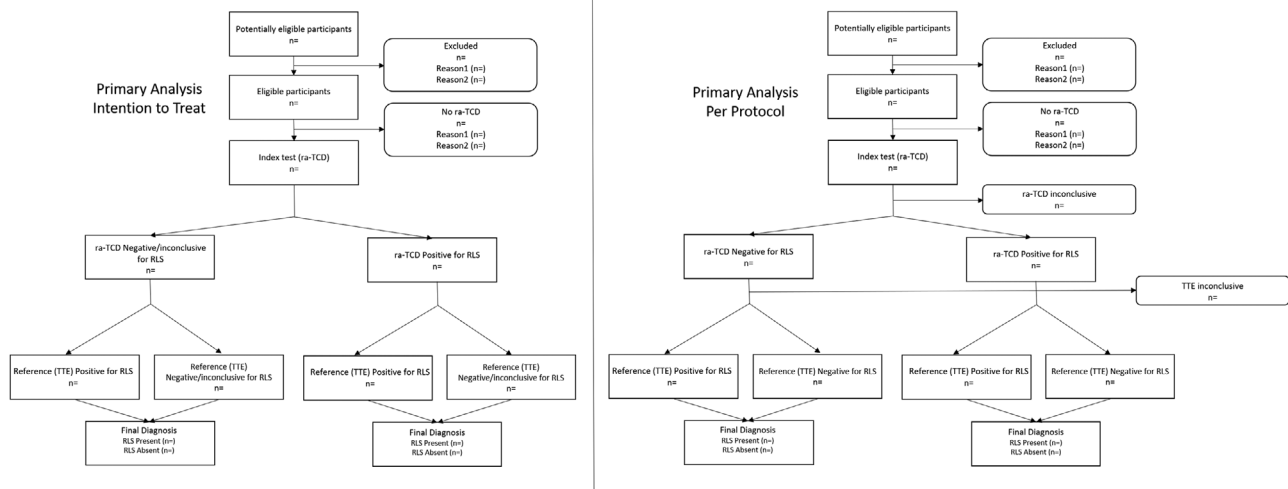 Potentially eligible participants
n=
Excluded
n=
Reason1 (n=)
Reason2 (n=)
Primary Analysis
Intention to Treat
Eligible participants
n=
No ra-TCD
n=
Reason1 (n=)
Reason2 (n=)
Index test (ra-TCD)
n=
ra-TCD Negative/inconclusive
for RLS
n=
ra-TCD Positive for RLS
n=
Reference (TTE) Positive for RLS
n=
Reference (TTE)
Negative/inconclusive for RLS
n=
Reference (TTE) Positive for RLS
n=
Reference (TTE)
Negative/inconclusive for RLS
n=
Final Diagnosis
RLS Present (n=)
RLS Absent (n=)
Final Diagnosis
RLS Present (n=)
RLS Absent (n=)
Potentially eligible participants
n=
Excluded
n=
Reason1 (n=)
Reason2 (n=)
Primary Analysis
Per Protocol
Eligible participants
n=
No ra-TCD
n=
Reason1 (n=)
Reason2 (n=)
Index test (ra-TCD)
n=
ra-TCD inconclusive
n=
ra-TCD Negative for RLS
n=
ra-TCD Positive for RLS
n=
TTE inconclusive
n=
Reference (TTE) Positive for RLS
n=
Reference (TTE) Negative for RLS
n=
Reference (TTE) Positive for RLS
n=
Reference (TTE) Negative for RLS
n=
Final Diagnosis
RLS Present (n=)
RLS Absent (n=)
Final Diagnosis
RLS Present (n=)
RLS Absent (n=)